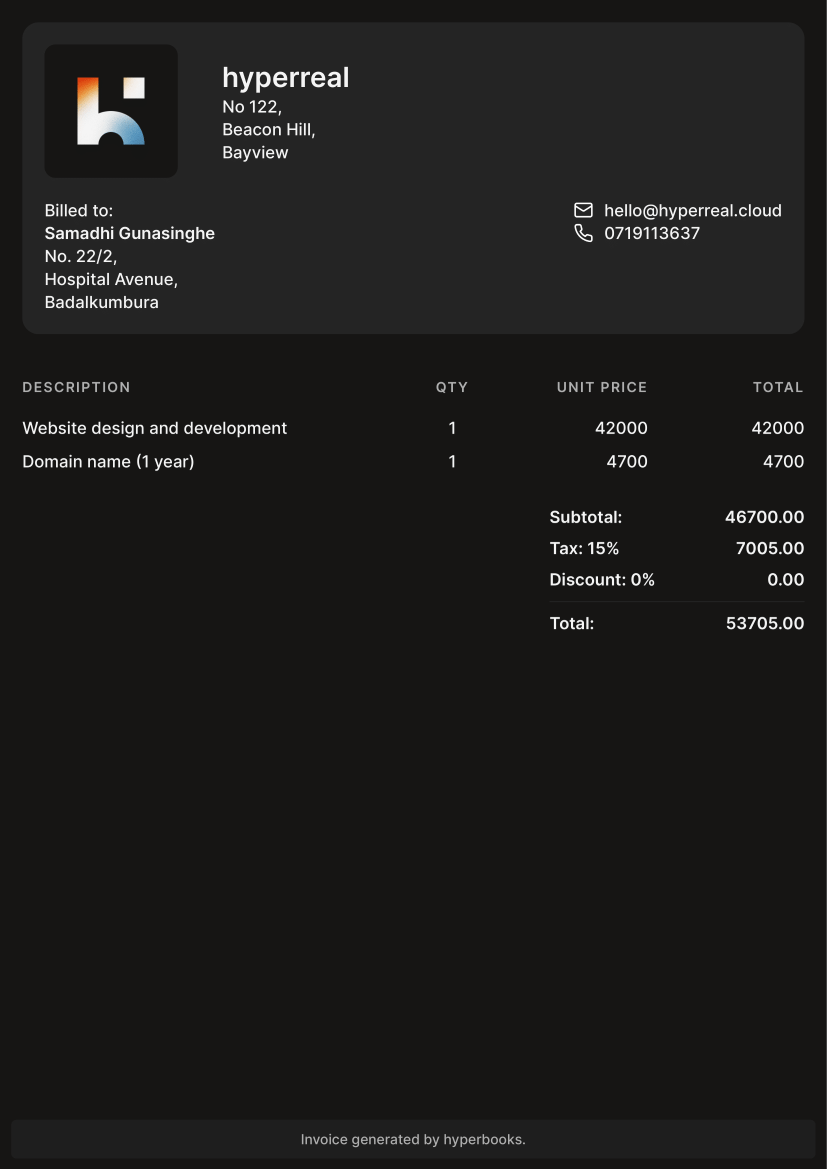 hyperreal
No 122,
Beacon Hill,
Bayview
Billed to:
Samadhi Gunasinghe
No. 22/2,
Hospital Avenue,
Badalkumbura
hello@hyperreal.cloud
0719113637
DESCRIPTION QTY UNIT PRICE TOTAL
Website design and development 1 42000 42000
Domain name (1 year) 1 4700 4700
Subtotal: 46700.00
Tax: 15% 7005.00
Discount: 0% 0.00
Total: 53705.00
Invoice generated by hyperbooks.